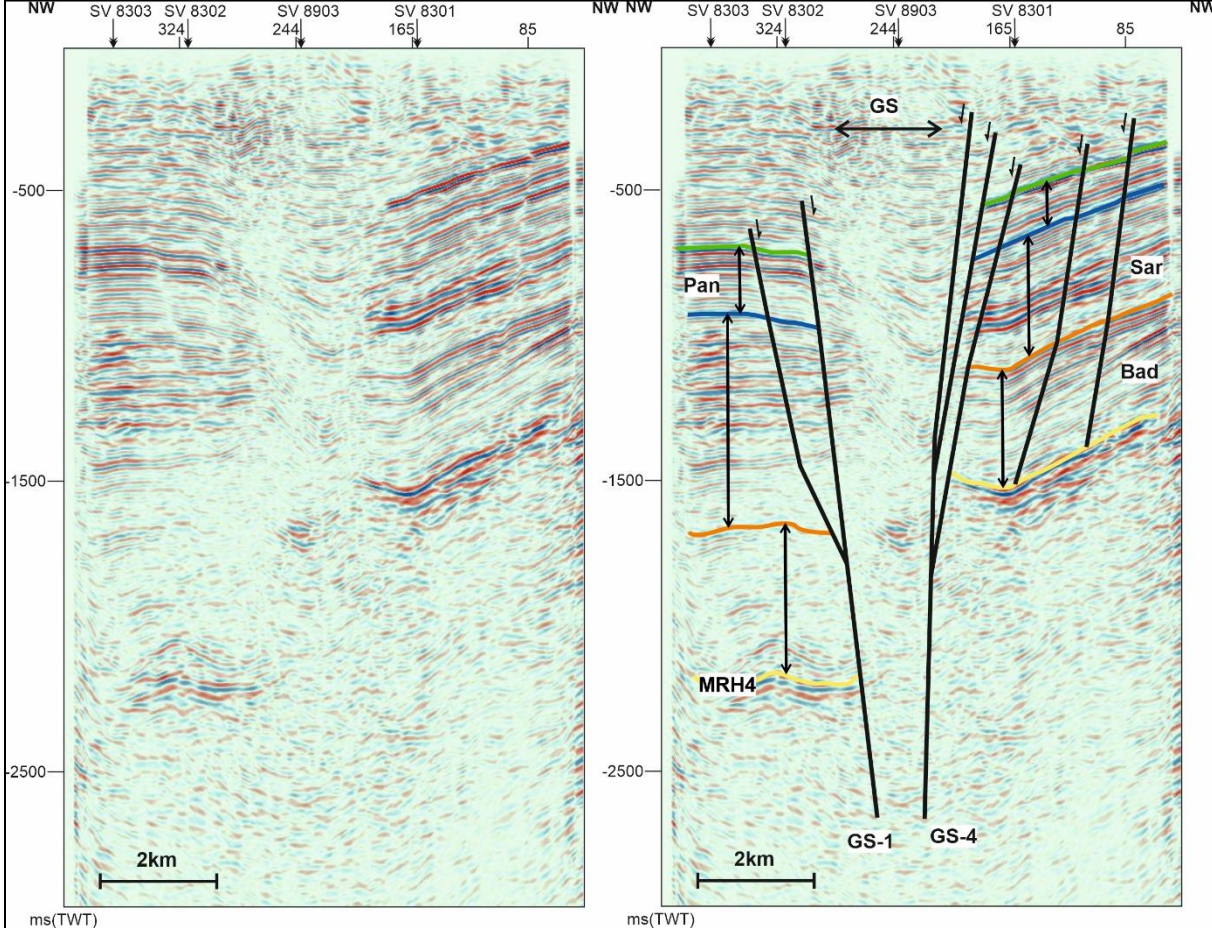 NW SV 8303 SV 8302 SV 8903 SV 8301 NW
324 244 165 85
-500
-1500
-2500
2km
ms(TWT)
NW SV 8303 SV 8302 SV 8903 SV 8301 NW
324 244 165 85
GS
-500
Pan
Sar
Bad
-1500
MRH4
-2500
GS-1 GS-4
2km
ms(TWT)